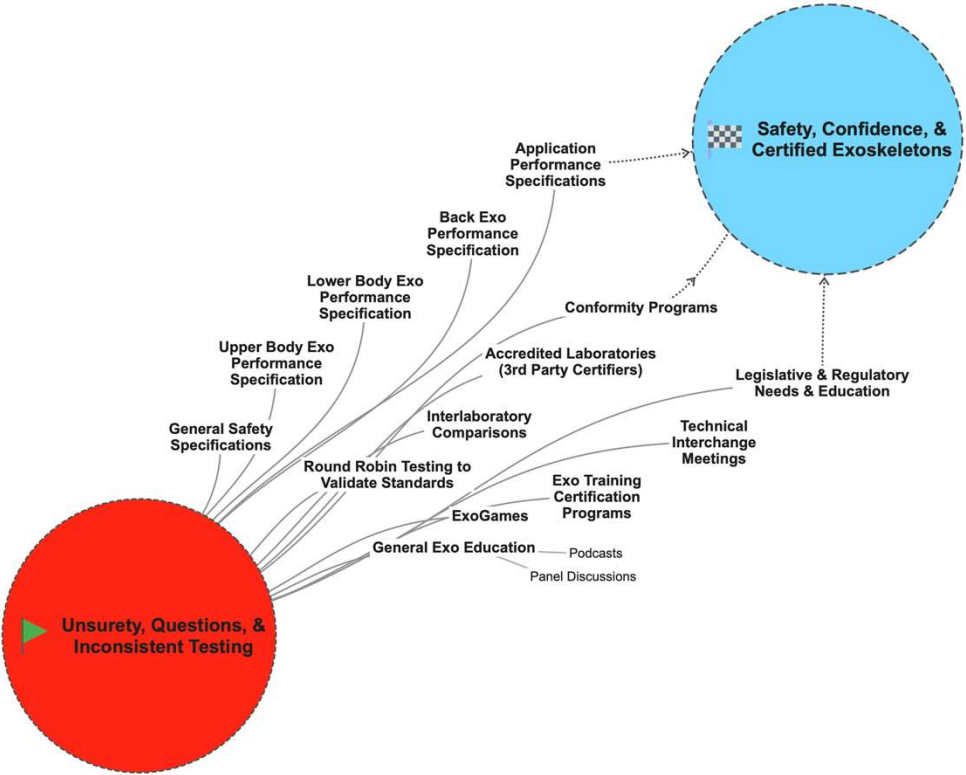 Safety, Confidence, &
Certified Exoskeletons
Application
Performance
Specifications
Back Exo
Performance
Specification
Lower Body Exo
Performance
Specification
Conformity Programs
Upper Body Exo
Performance
Specification
Accredited Laboratories
(3rd Party Certifiers)
Legislative & Regulatory
Needs & Education
General Safety
Specifications
Interlaboratory
Comparisons
Technical
Interchange
Meetings
Round Robin Testing to
Validate Standards
Exo Training
Certification
Programs
ExoGames
General Exo Education
Podcasts
Panel Discussions
Unsurety, Questions, &
Inconsistent Testing